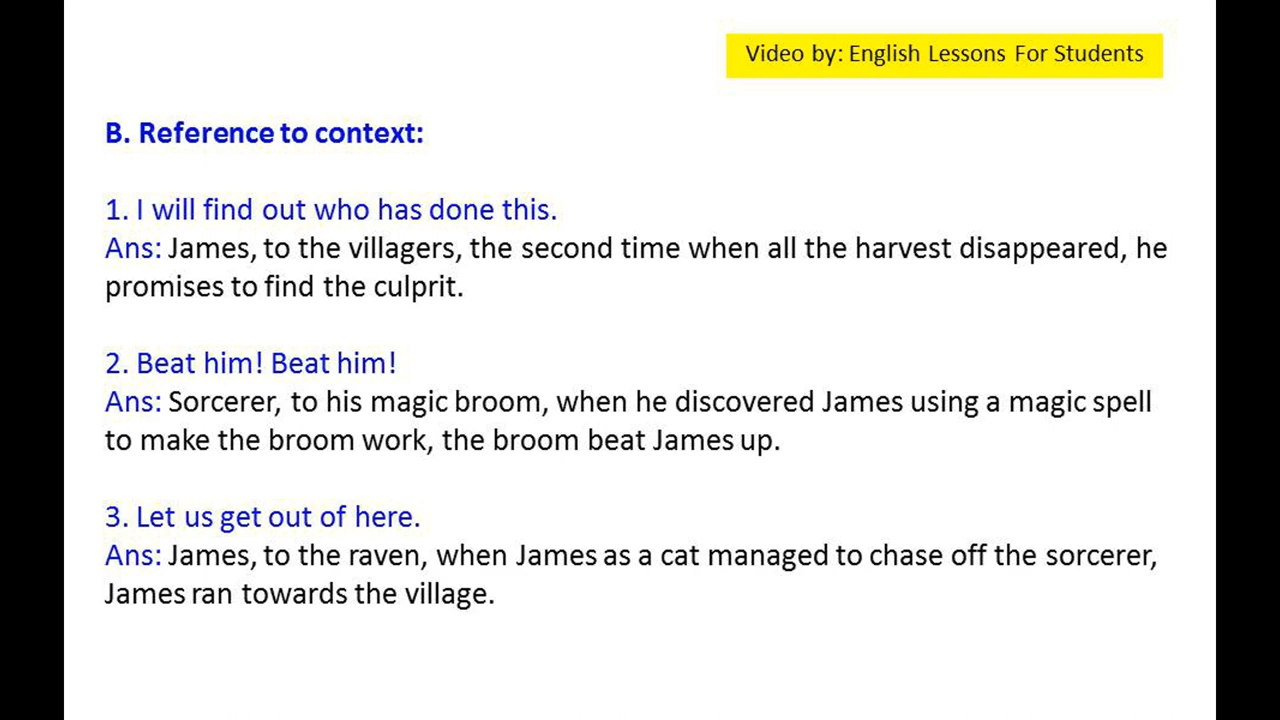 Video by: English Lessons For Students
B. Reference to context:
1. I will find out who has done this.
Ans: James, to the villagers, the second time when all the harvest disappeared, he
promises to find the culprit.
2. Beat him! Beat him!
Ans: Sorcerer, to his magic broom, when he discovered James using a magic spell
to make the broom work, the broom beat James up.
3. Let us get out of here.
Ans: James, to the raven, when James as a cat managed to chase off the sorcerer,
James ran towards the village.